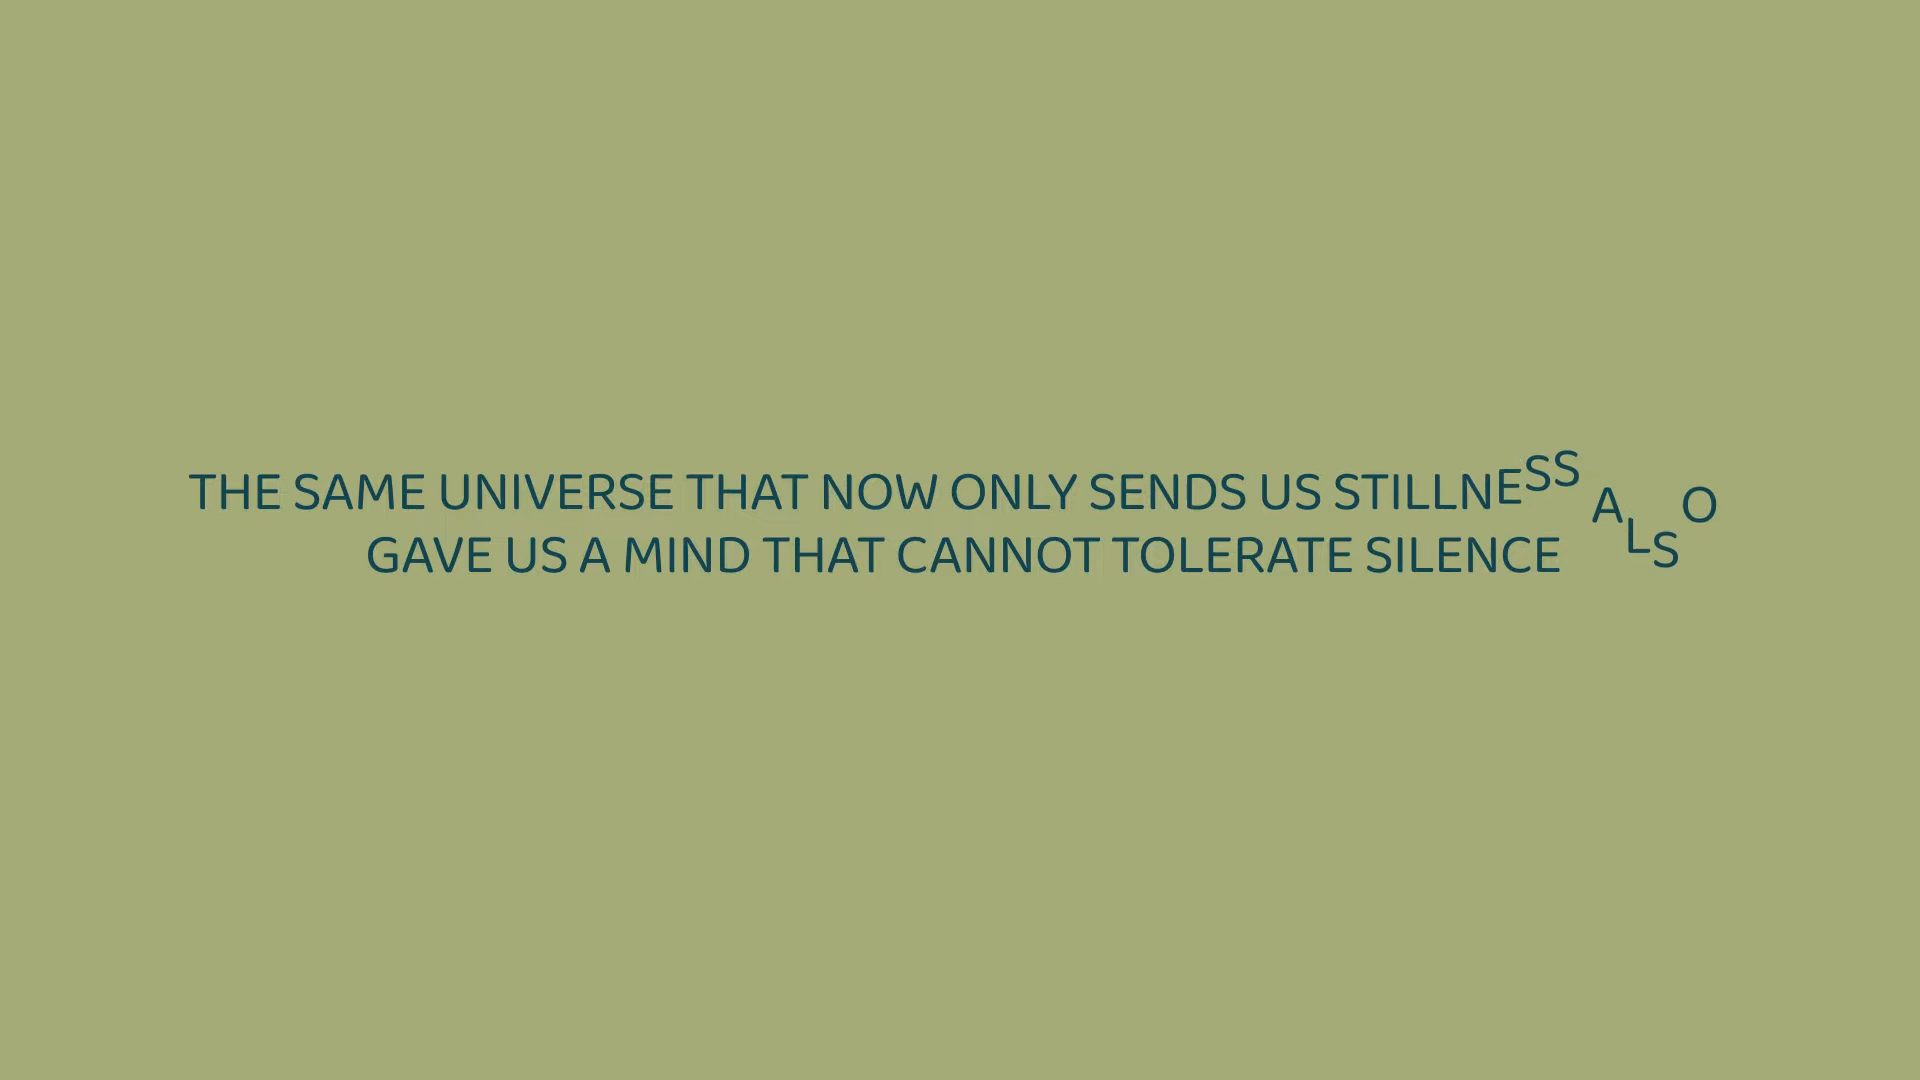 THE SAME UNIVERSE THAT NOW ONLY SENDS US STILLNESS ALSO
GAVE US A MIND THAT CANNOT TOLERATE SILENCE